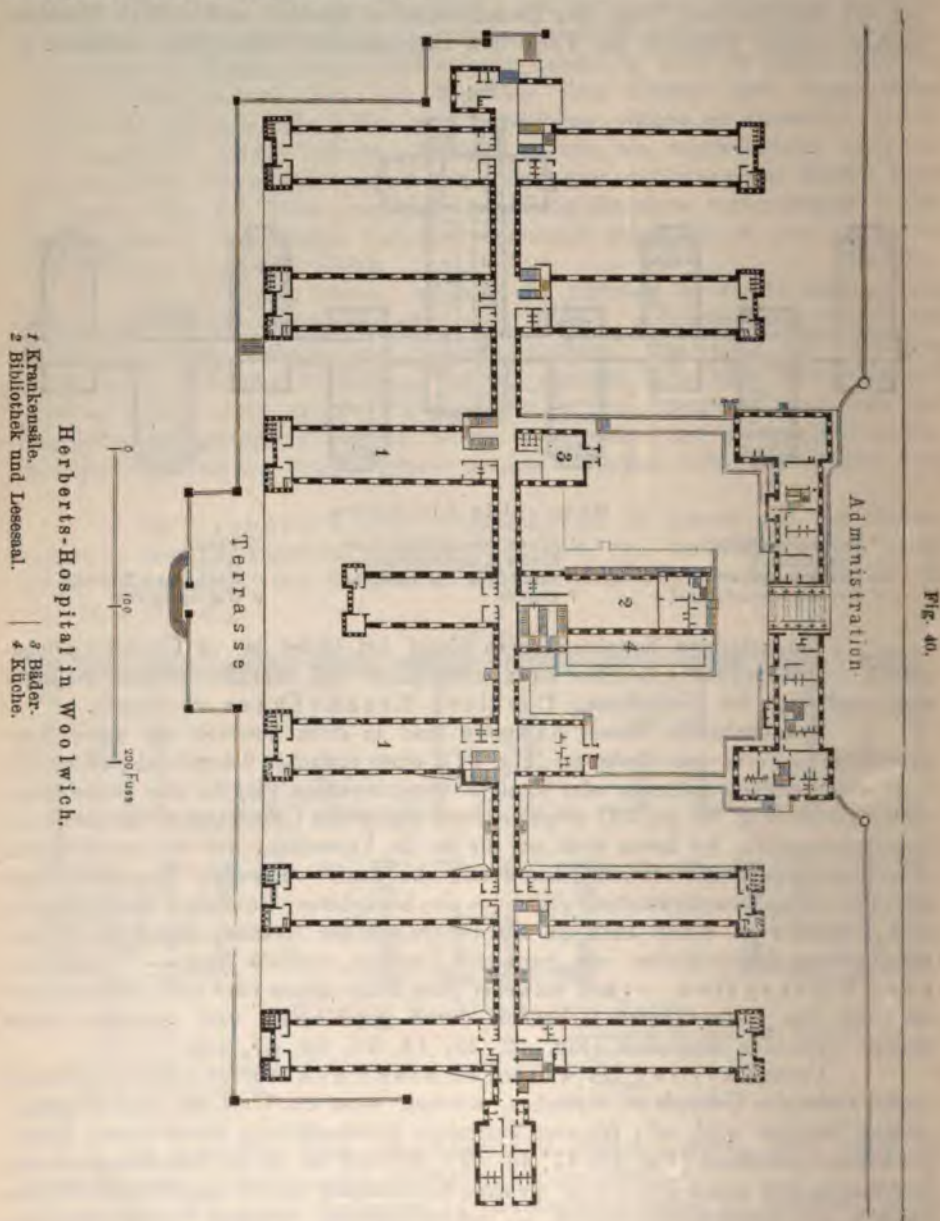 Fig. 40.
Administration
3
2
4
1
1
Terrasse
0 100 200 Fuss
Herberts-Hospital in Woolwich.
1 Krankensäle.
2 Bibliothek und Lesesaal.
3 Bäder.
4 Küche.